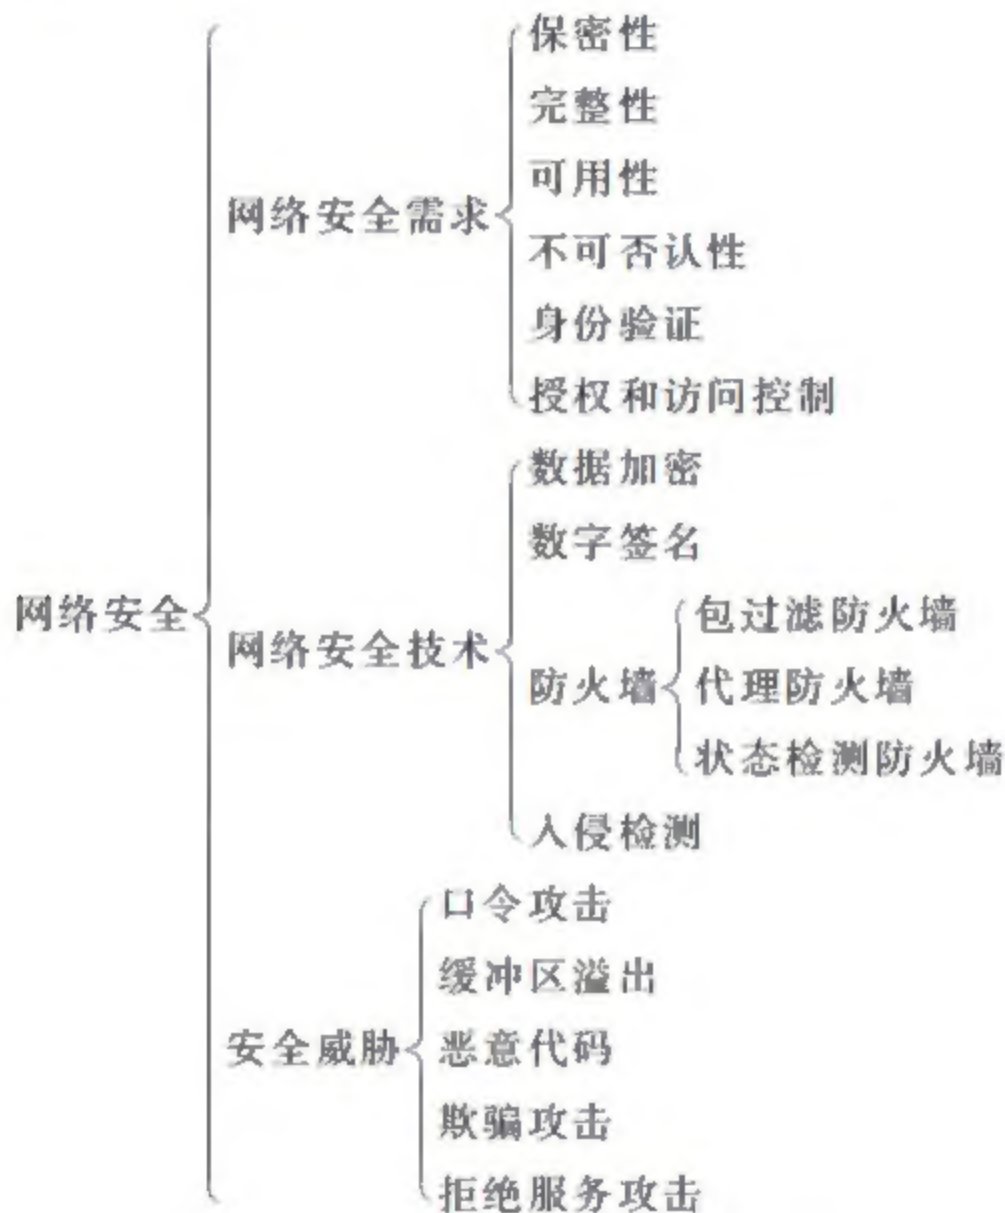 保密性
完整性
可用性
网络安全需求
不可否认性
身份验证
授权和访问控制
数据加密
数字签名
网络安全
包过滤防火墙
网络安全技术
防火墙
代理防火墙
状态检测防火墙
入侵检测
口令攻击
缓冲区溢出
安全威胁
恶意代码
欺骗攻击
拒绝服务攻击